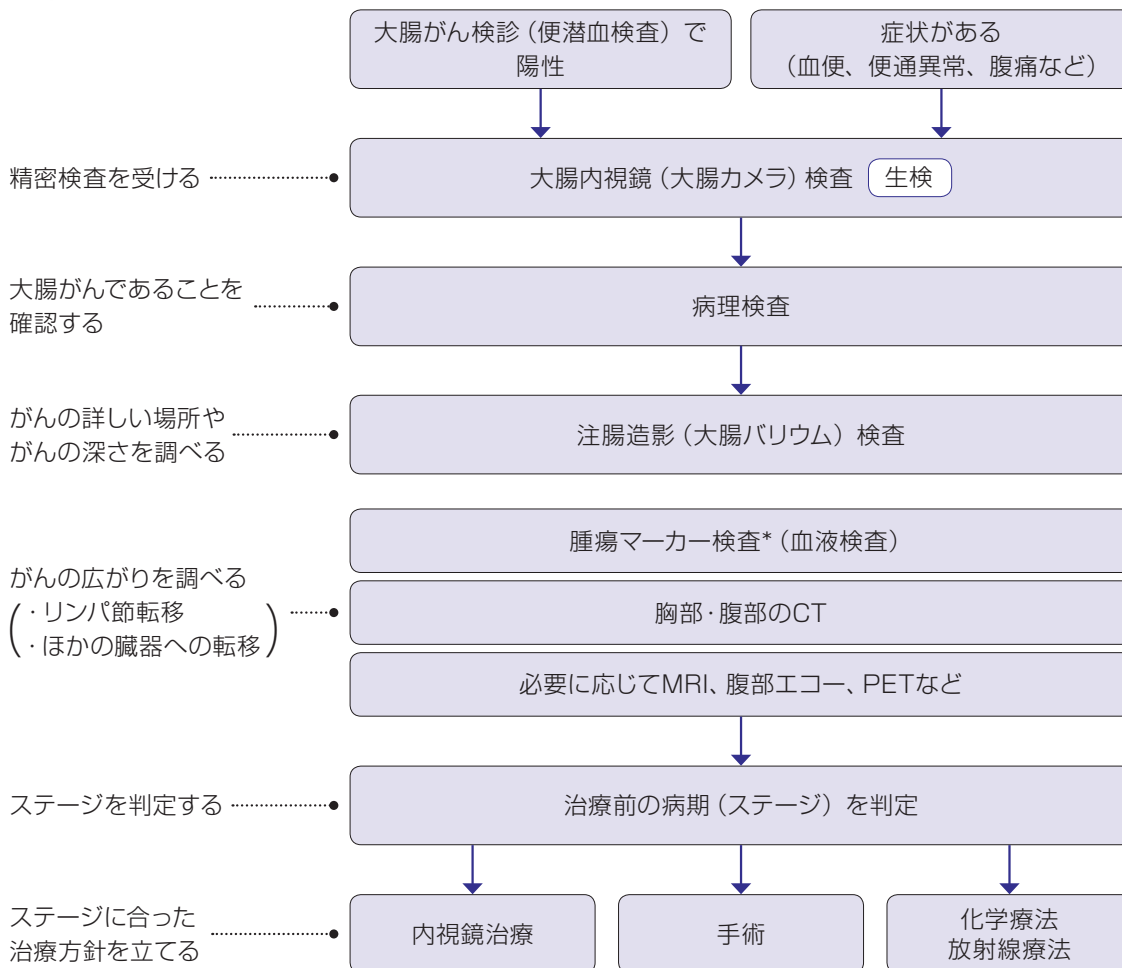 大腸がん検診（便潜血検査）で
陽性
症状がある
（血便、便通異常、腹痛など）
精密検査を受ける
大腸内視鏡（大腸カメラ）検査 生検
大腸がんであることを
確認する
病理検査
がんの詳しい場所や
がんの深さを調べる
注腸造影（大腸バリウム）検査
がんの広がりを調べる
（・リンパ節転移
・ほかの臓器への転移）
腫瘍マーカー検査*（血液検査）
胸部・腹部のCT
必要に応じてMRI、腹部エコー、PETなど
ステージを判定する
治療前の病期（ステージ）を判定
ステージに合った
治療方針を立てる
内視鏡治療
手術
化学療法
放射線療法